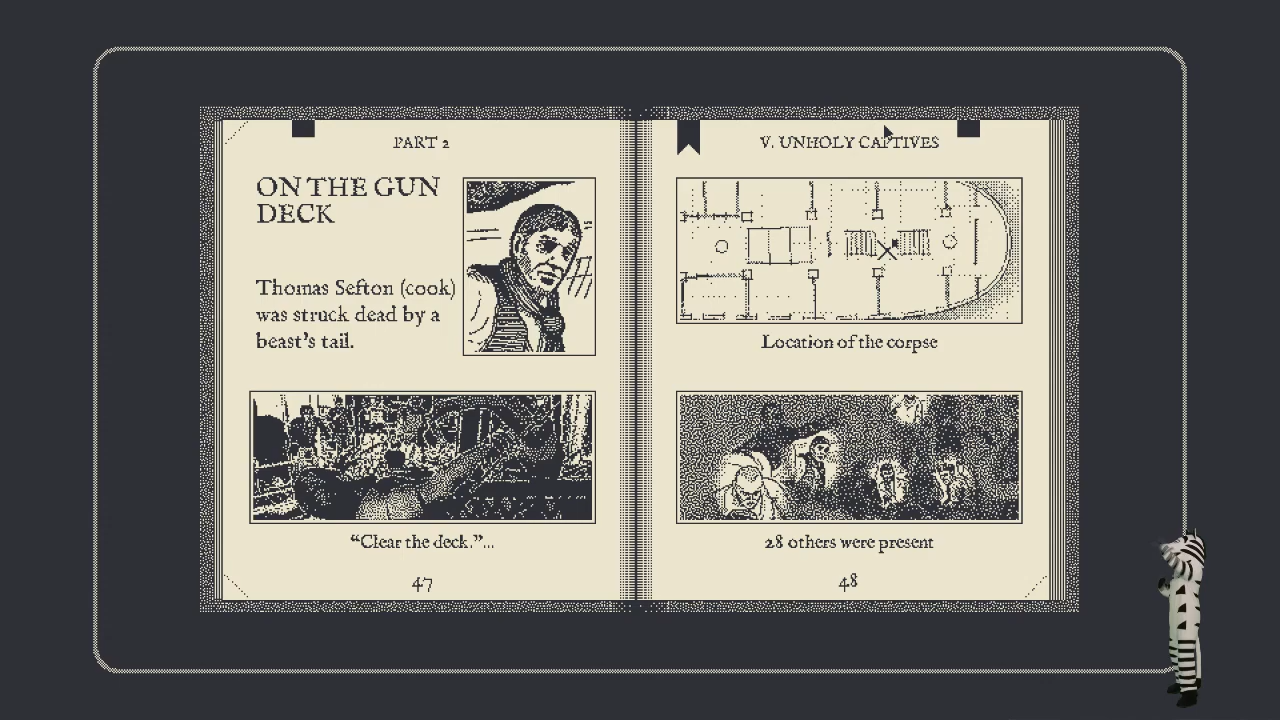 PART 2
ON THE GUN
DECK
Thomas Sefton (cook)
was struck dead by a
beast's tail.
“Clear the deck.”...
47
V. UNHOLY CAPTIVES
Location of the corpse
28 others were present
48